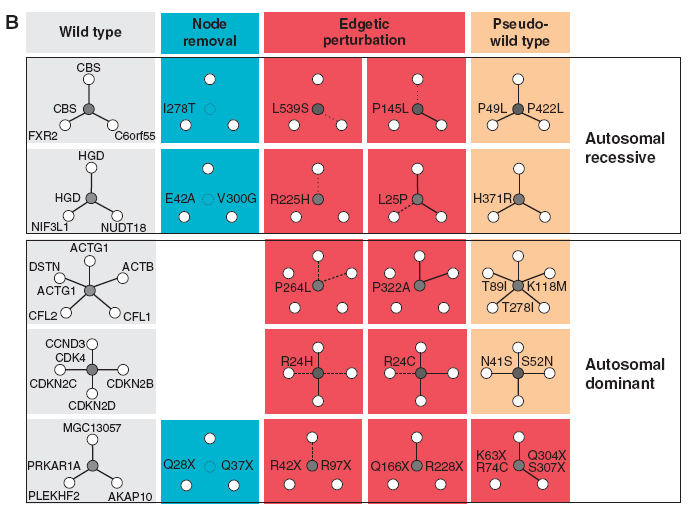 B
Wild type
Node
removal
Edgetic
perturbation
Pseudo-
wild type
CBS
CBS
FXR2
C6orf55
I278T
L539S
P145L
P49L
P422L
Autosomal
recessive
HGD
HGD
NIF3L1
NUDT18
E42A
V300G
R225H
L25P
H371R
ACTG1
DSTN
ACTB
ACTG1
CFL2
CFL1
P264L
P322A
T89I
K118M
T278I
CCND3
CDK4
CDKN2C
CDKN2B
CDKN2D
R24H
R24C
N41S
S52N
Autosomal
dominant
MGC13057
PRKAR1A
PLEKHF2
AKAP10
Q28X
Q37X
R42X
R97X
Q166X
R228X
K63X
Q304X
R74C
S307X